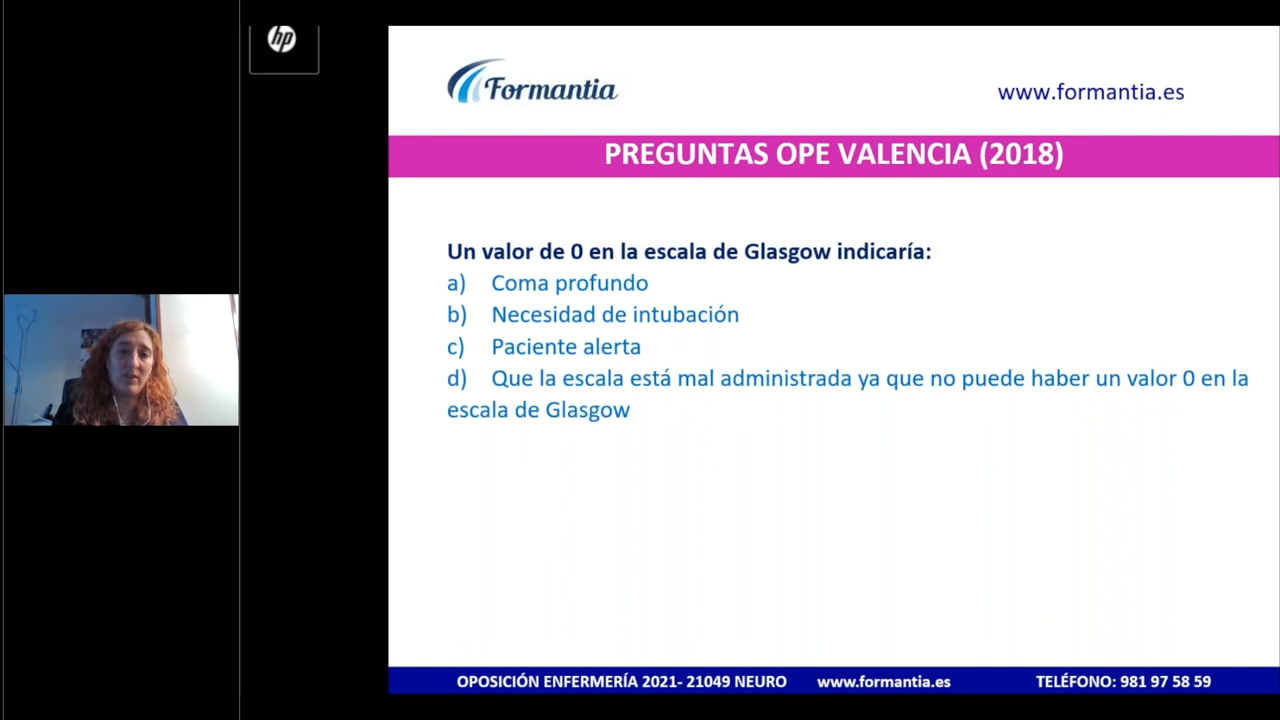 hp
Formantia
www.formantia.es
PREGUNTAS OPE VALENCIA (2018)
Un valor de 0 en la escala de Glasgow indicaría:
a) Coma profundo
b) Necesidad de intubación
c) Paciente alerta
d) Que la escala está mal administrada ya que no puede haber un valor 0 en la
escala de Glasgow
OPOSICIÓN ENFERMERÍA 2021- 21049 NEURO www.formantia.es TELÉFONO: 981 97 58 59